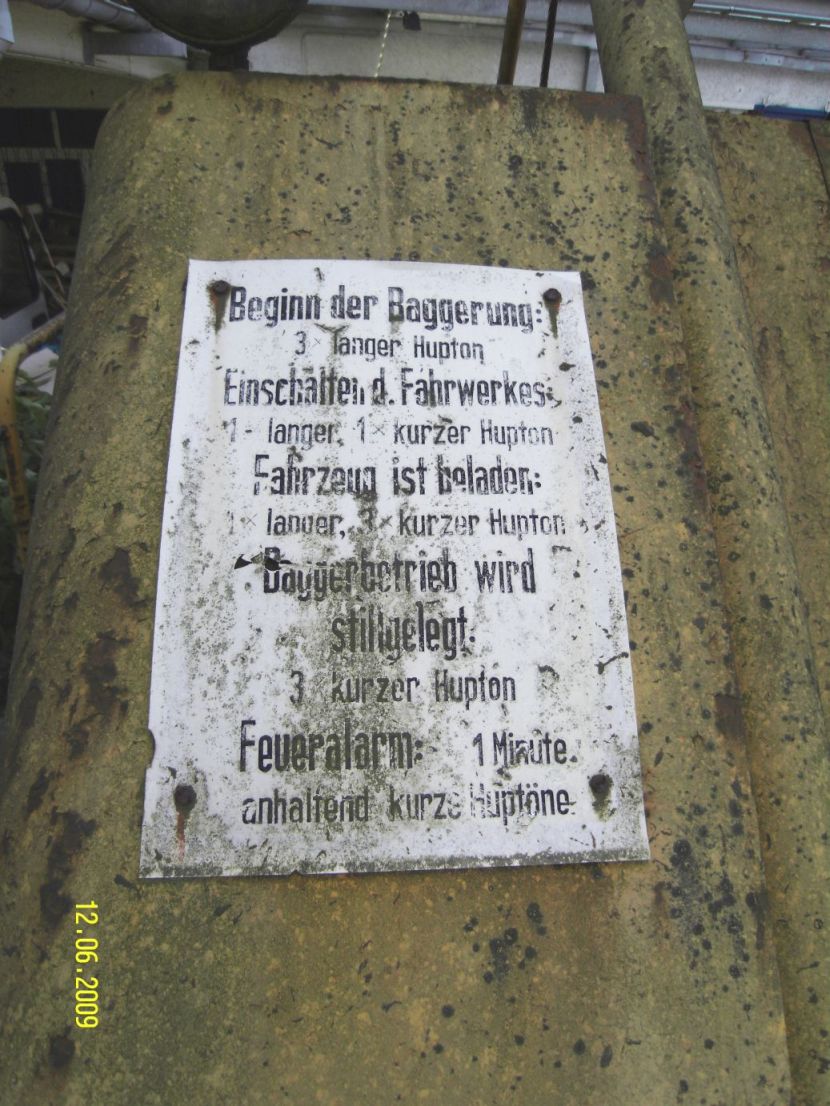 Beginn der Baggerung:
3 × langer Hupton
Einschalten d. Fahrwerkes:
1 × langer, 1 × kurzer Hupton
Fahrzeug ist beladen:
1 × langer, 3 × kurzer Hupton
Baggerbetrieb wird
stillgelegt:
3 kurzer Hupton
Feueralarm: 1 Minute
anhaltend kurze Huptöne
12.06.2009